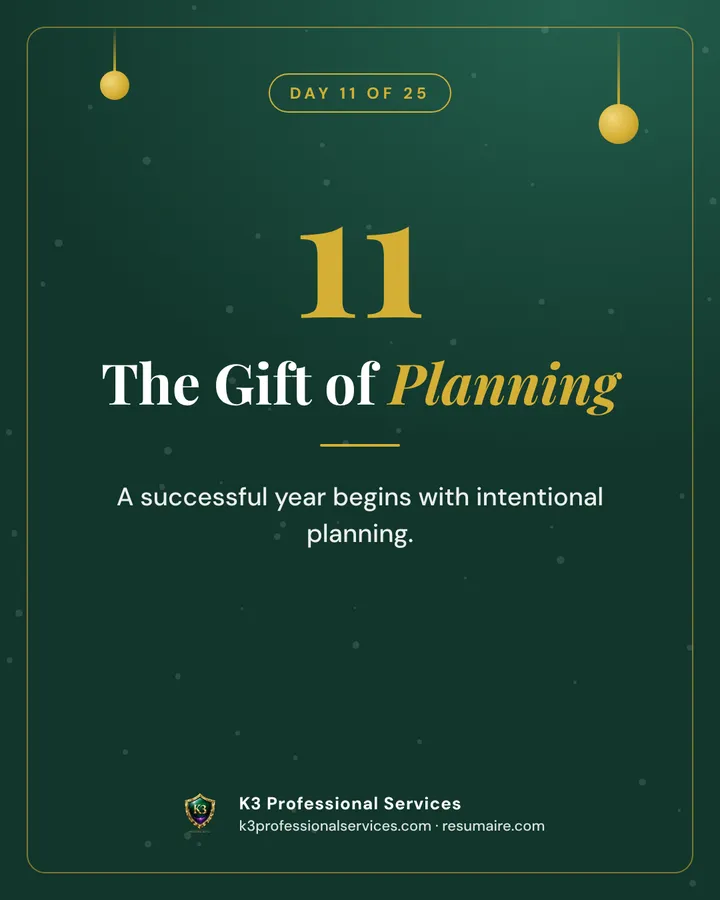 DAY 11 OF 25
11
The Gift of Planning
A successful year begins with intentional
planning.
K3
K3 Professional Services
k3professionalservices.com · resumaire.com